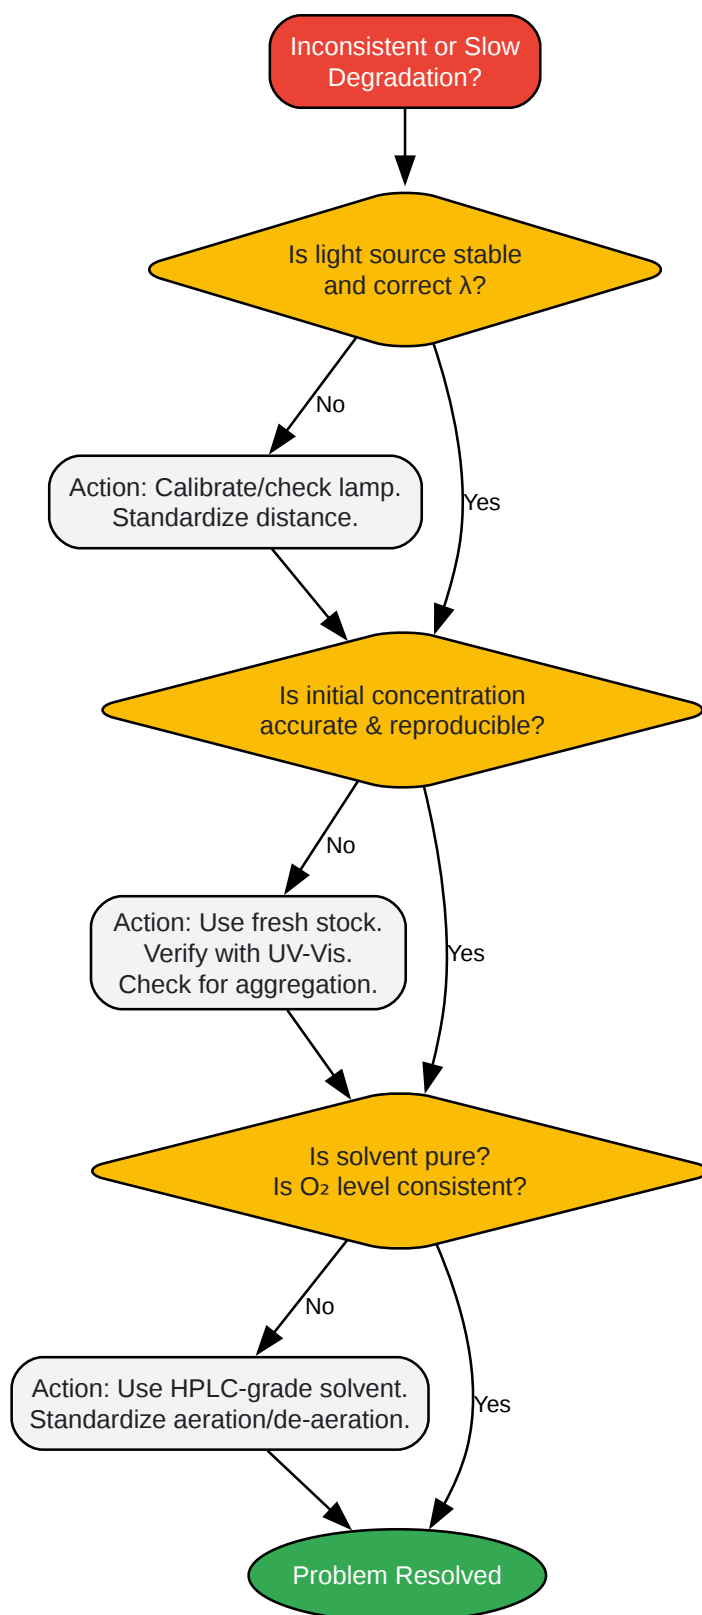 Inconsistent or Slow
Degradation?
Is light source stable
and correct λ?
No
Yes
Action: Calibrate/check lamp.
Standardize distance.
Is initial concentration
accurate & reproducible?
No
Yes
Action: Use fresh stock.
Verify with UV-Vis.
Check for aggregation.
Is solvent pure?
Is O₂ level consistent?
No
Yes
Action: Use HPLC-grade solvent.
Standardize aeration/de-aeration.
Problem Resolved